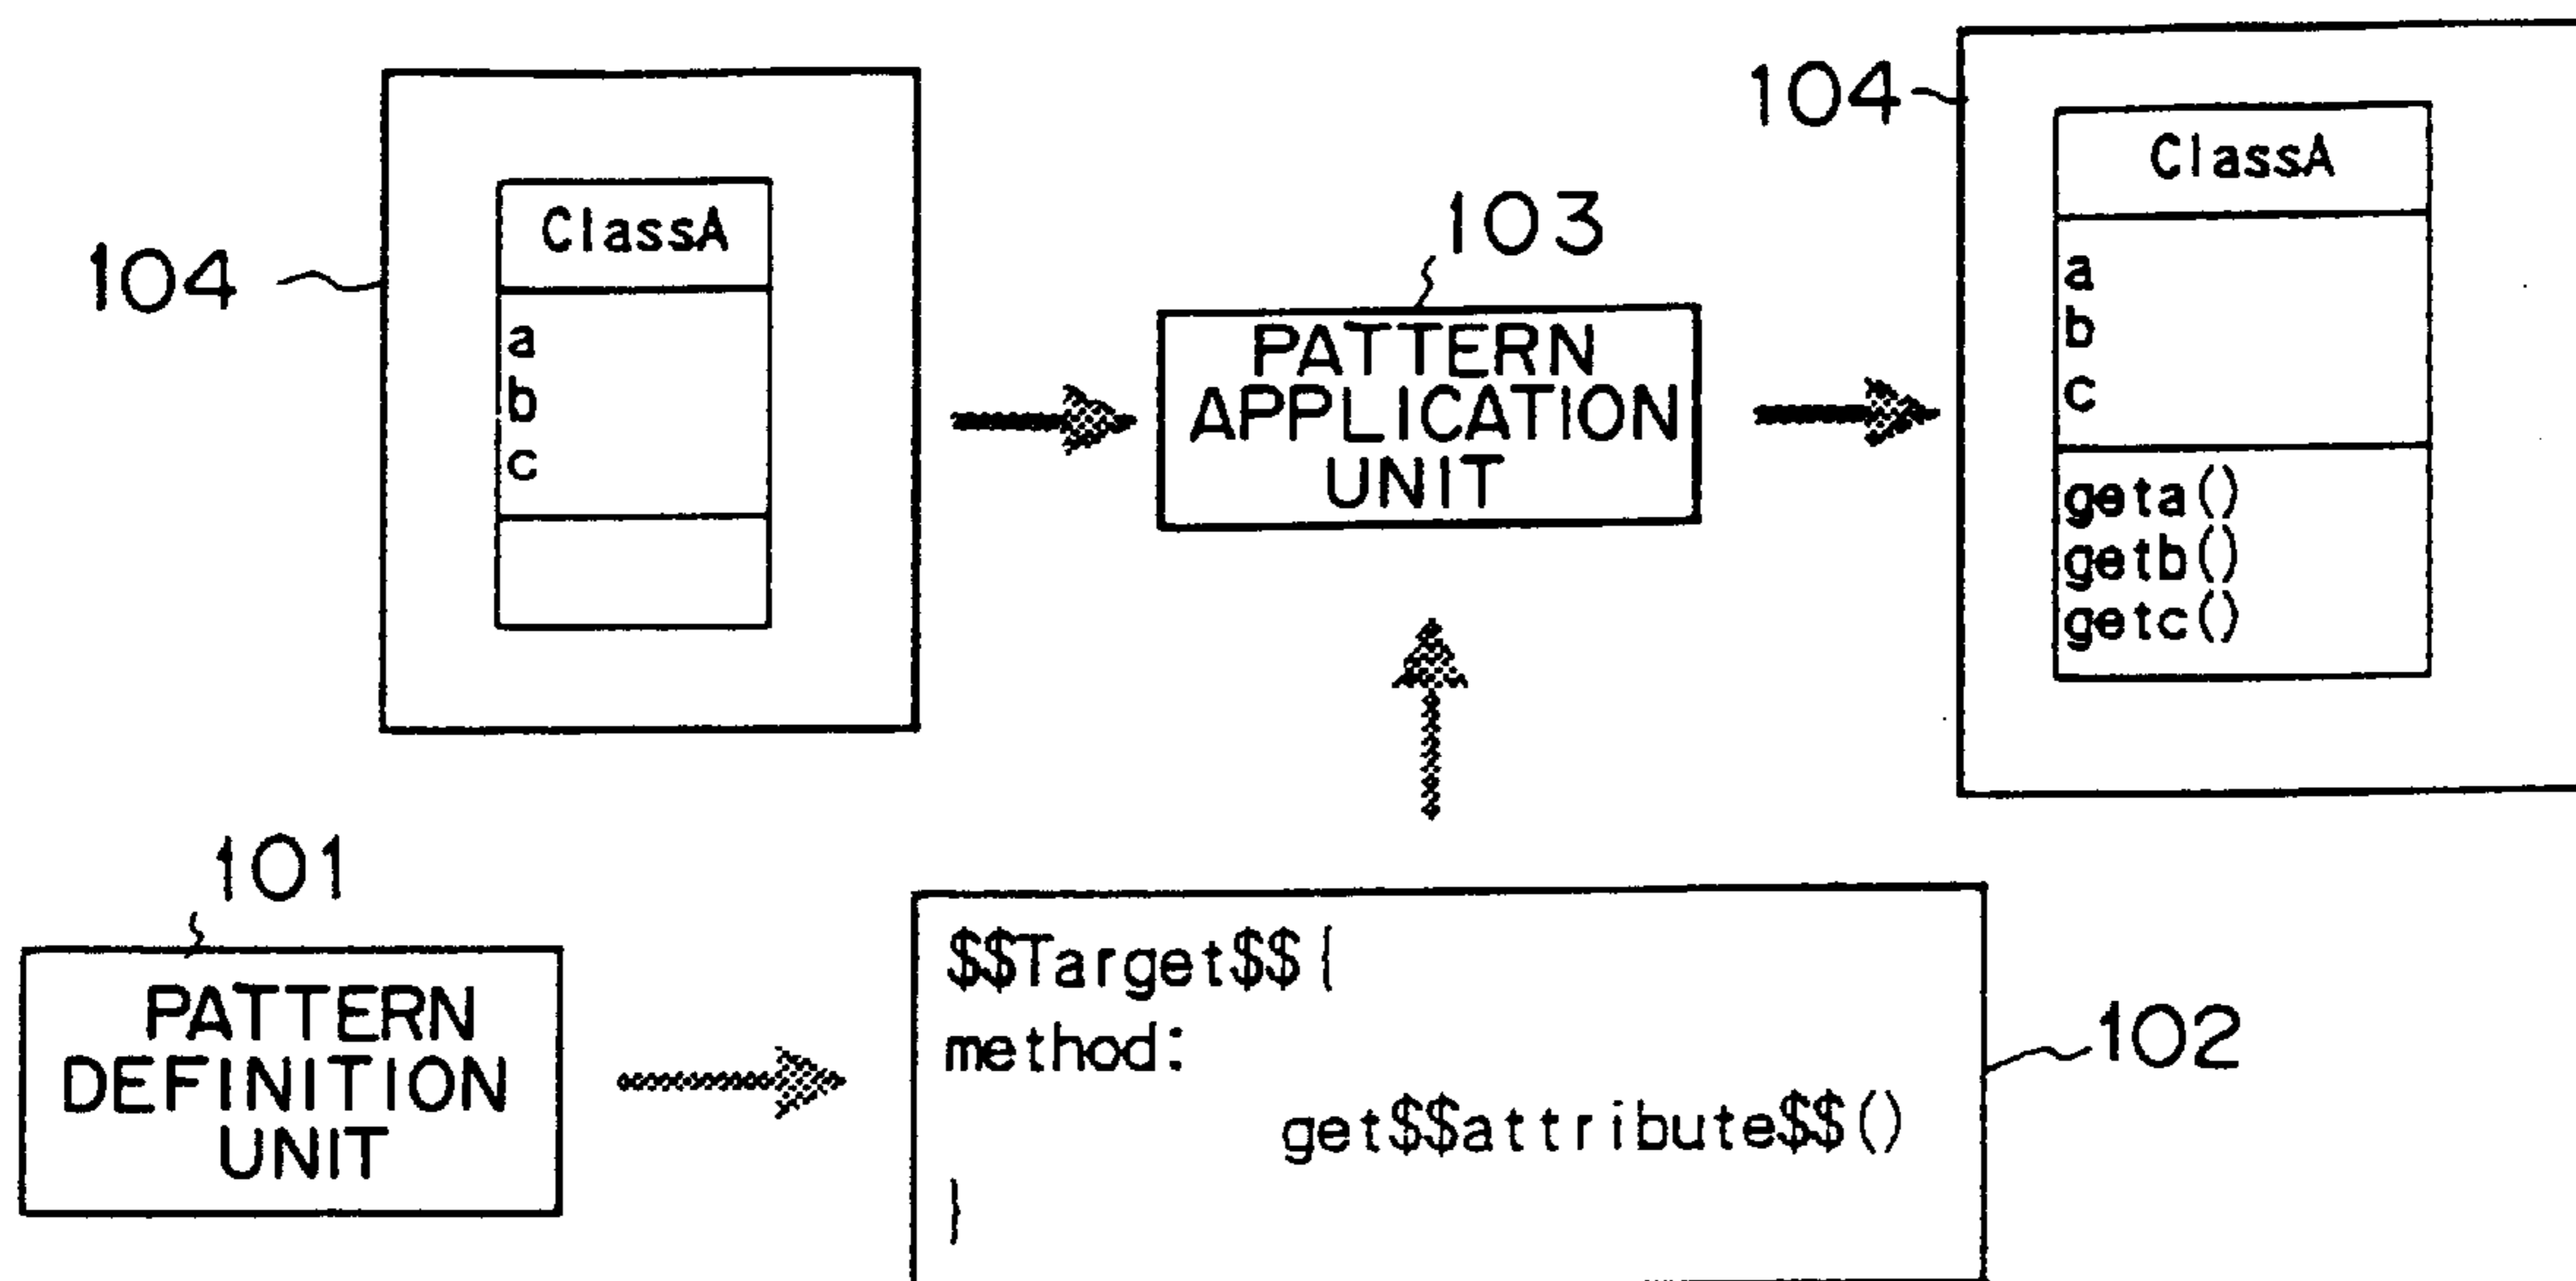 104
ClassA
a
b
c
103
PATTERN
APPLICATION
UNIT
104
ClassA
a
b
c
geta()
getb()
getc()
101
PATTERN
DEFINITION
UNIT
$$Target$${
method:
get$$attribute$$()
}
102